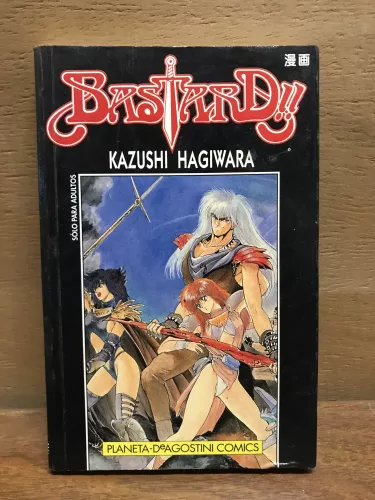 漫画
BASTARD!!
KAZUSHI HAGIWARA
SÓLO PARA ADULTOS
PLANETA-DeAGOSTINI COMICS